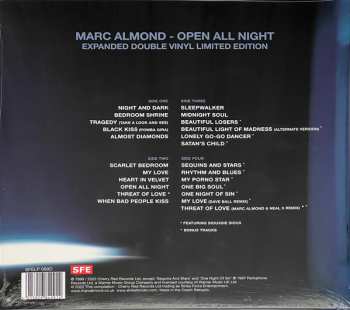 MARC ALMOND - OPEN ALL NIGHT
EXPANDED DOUBLE VINYL LIMITED EDITION
SIDE ONE
NIGHT AND DARK
BEDROOM SHRINE
TRAGEDY (TAKE A LOOK AND SEE)
BLACK KISS (POMBA GIRA)
ALMOST DIAMONDS
SIDE TWO
SCARLET BEDROOM
MY LOVE
HEART IN VELVET
OPEN ALL NIGHT
THREAT OF LOVE *
WHEN BAD PEOPLE KISS
SIDE THREE
SLEEPWALKER
MIDNIGHT SOUL
BEAUTIFUL LOSERS *
BEAUTIFUL LIGHT OF MADNESS (ALTERNATE VERSION) *
LONELY GO-GO DANCER *
SATAN'S CHILD *
SIDE FOUR
SEQUINS AND STARS *
RHYTHM AND BLUES *
MY PORNO STAR *
ONE BIG SOUL *
ONE NIGHT OF SIN *
MY LOVE (DAVE BALL REMIX) *
THREAT OF LOVE (MARC ALMOND & NEAL X REMIX) *
* FEATURING SIOUXSIE SIOUX
* BONUS TRACKS
SFE